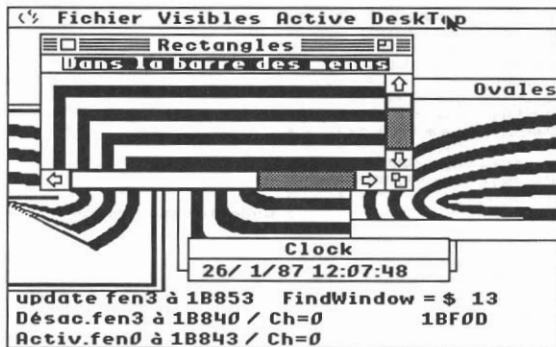 Fichier Visibles Active DeskTop
Rectangles
Dans la barre des menus
Ovales
Clock
26/ 1/87 12:07:48
update fen3 à 1B853 FindWindow = $ 13
Désac.fen3 à 1B840 / Ch=0 1BF0D
Activ.fen0 à 1B843 / Ch=0